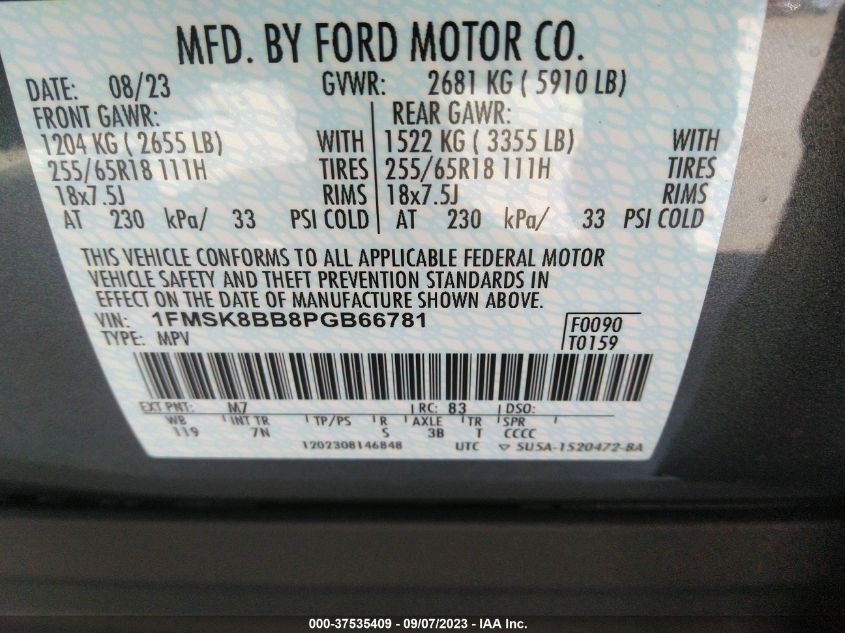 MFD. BY FORD MOTOR CO.
DATE: 08/23 GVWR: 2681 KG ( 5910 LB)
FRONT GAWR: REAR GAWR:
1204 KG ( 2655 LB) WITH 1522 KG ( 3355 LB) WITH
255/65R18 111H TIRES 255/65R18 111H TIRES
18x7.5J RIMS 18x7.5J RIMS
AT 230 kPa/ 33 PSI COLD AT 230 kPa/ 33 PSI COLD
THIS VEHICLE CONFORMS TO ALL APPLICABLE FEDERAL MOTOR
VEHICLE SAFETY AND THEFT PREVENTION STANDARDS IN
EFFECT ON THE DATE OF MANUFACTURE SHOWN ABOVE.
VIN: 1FMSK8BB8PGB66781 F0090
TYPE: MPV T0159
EXT PNT: M7 RC: 83 DSO:
WB INT TR TP/PS R AXLE TR SPR
119 7N S 3B T CCCC
1202308146848 UTC ▽ SU5A-1520472-BA
000-37535409 - 09/07/2023 - IAA Inc.